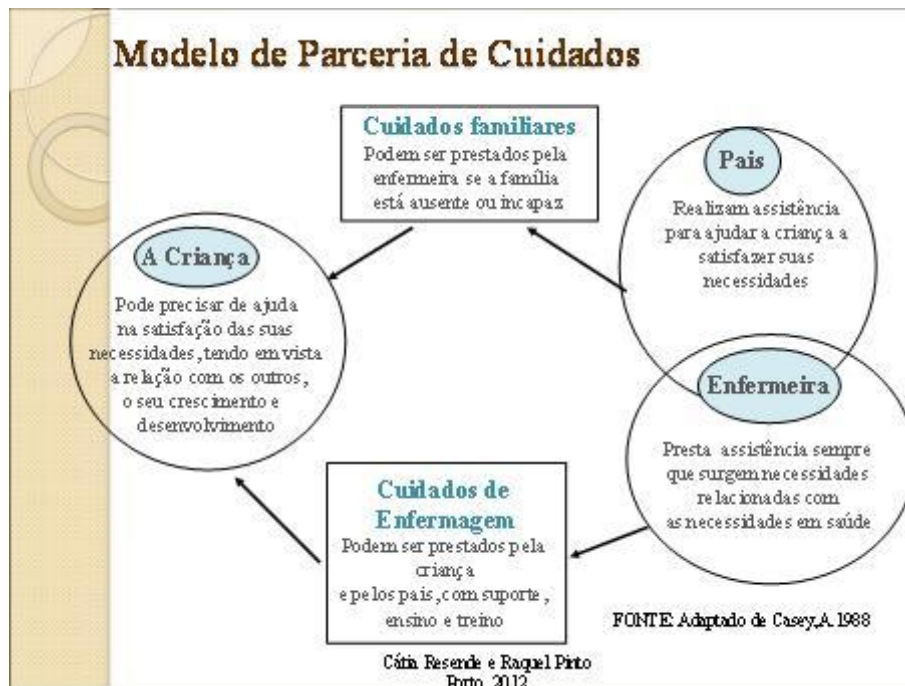 Modelo de Parceria de Cuidados
Cuidados familiares
Podem ser prestados pela
enfermeira se a família
está ausente ou incapaz
Pais
Realizam assistência
para ajudar a criança a
satisfazer suas
necessidades
A Criança
Pode precisar de ajuda
na satisfação das suas
necessidades, tendo em vista
a relação com os outros,
o seu crescimento e
desenvolvimento
Enfermeira
Presta assistência sempre
que surgem necessidades
relacionadas com
as necessidades em saúde
Cuidados de
Enfermagem
Podem ser prestados pela
criança
e pelos pais, com suporte,
ensino e treino
FONTE: Adaptado de Casey,A.1988
Cátia Resende e Raquel Pinto
Porto, 2012